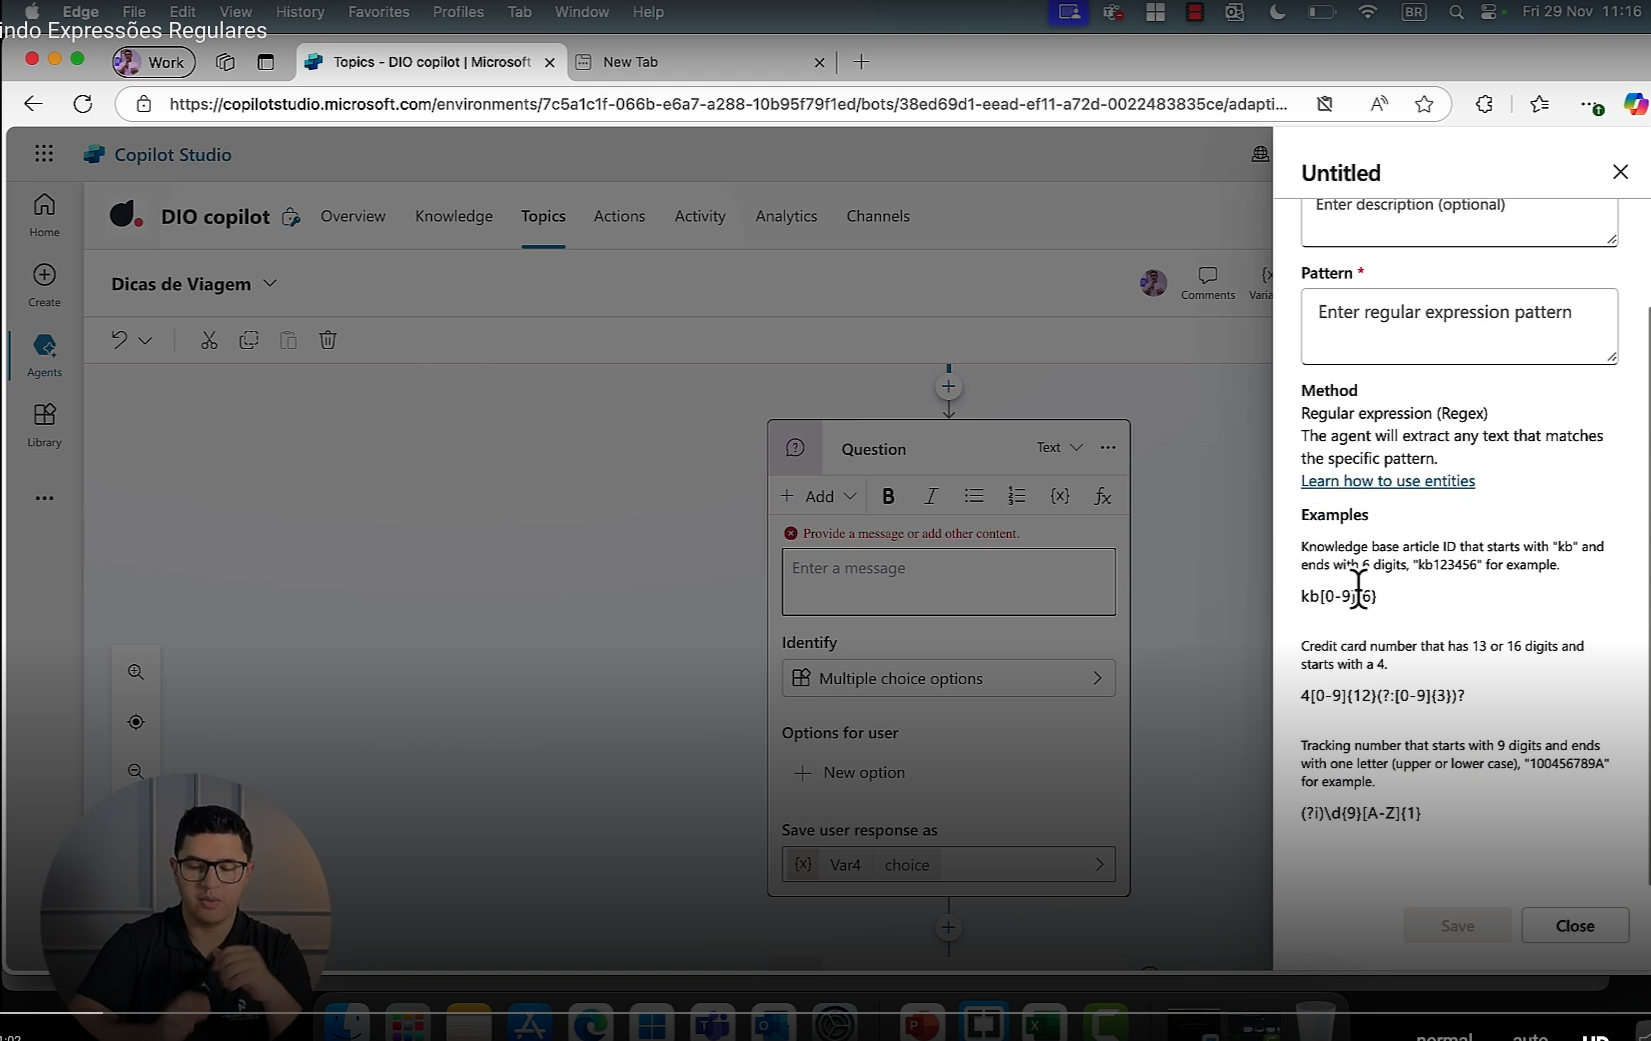 Edge File Edit View History Favorites Profiles Tab Window Help
BR Fri 29 Nov 11:16
indo Expressões Regulares
Work
Topics - DIO copilot | Microsoft
New Tab
https://copilotstudio.microsoft.com/environments/7c5a1c1f-066b-e6a7-a288-10b95f79f1ed/bots/38ed69d1-eead-ef11-a72d-0022483835ce/adapti...
Copilot Studio
Home
Create
Agents
Library
DIO copilot
Overview Knowledge Topics Actions Activity Analytics Channels
Dicas de Viagem
Comments
Varia
Question
Text
Add B I {x} fx
Provide a message or add other content.
Enter a message
Identify
Multiple choice options
Options for user
New option
Save user response as
{x} Var4 choice
Untitled
Enter description (optional)
Pattern *
Enter regular expression pattern
Method
Regular expression (Regex)
The agent will extract any text that matches
the specific pattern.
Learn how to use entities
Examples
Knowledge base article ID that starts with "kb" and
ends with 6 digits, "kb123456" for example.
kb[0-9]{6}
Credit card number that has 13 or 16 digits and
starts with a 4.
4[0-9]{12}(?:[0-9]{3})?
Tracking number that starts with 9 digits and ends
with one letter (upper or lower case), "100456789A"
for example.
(?i)\d{9}[A-Z]{1}
Save
Close
normal auto HD